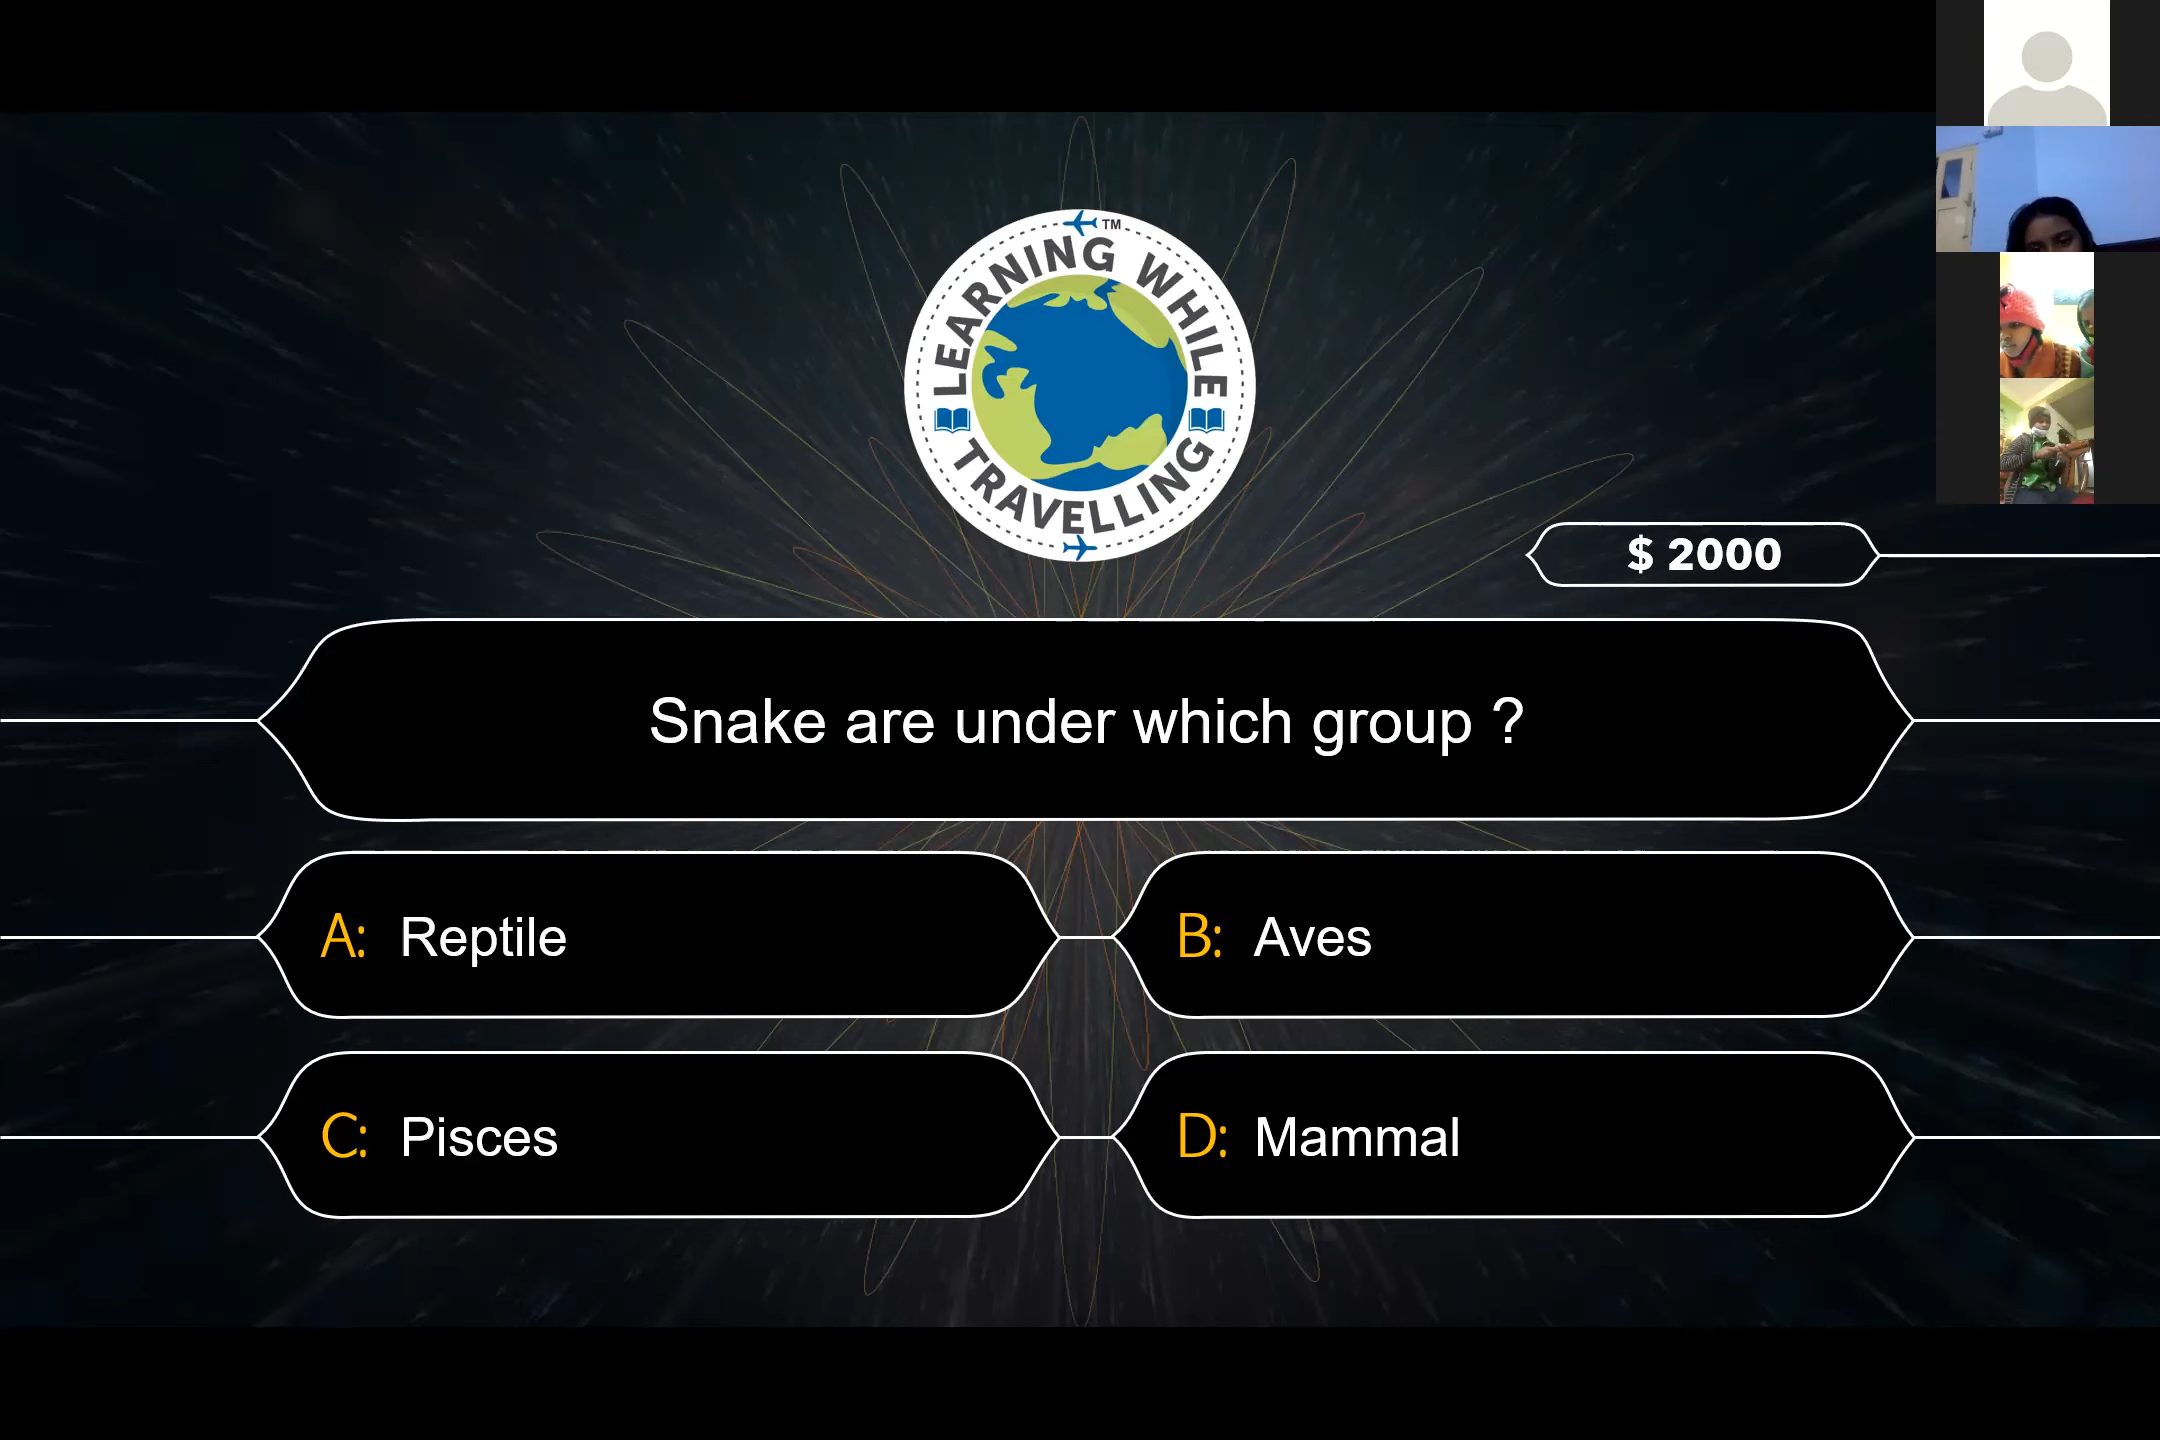 TM
LEARNING WHILE
TRAVELLING
$ 2000
Snake are under which group ?
A: Reptile
B: Aves
C: Pisces
D: Mammal